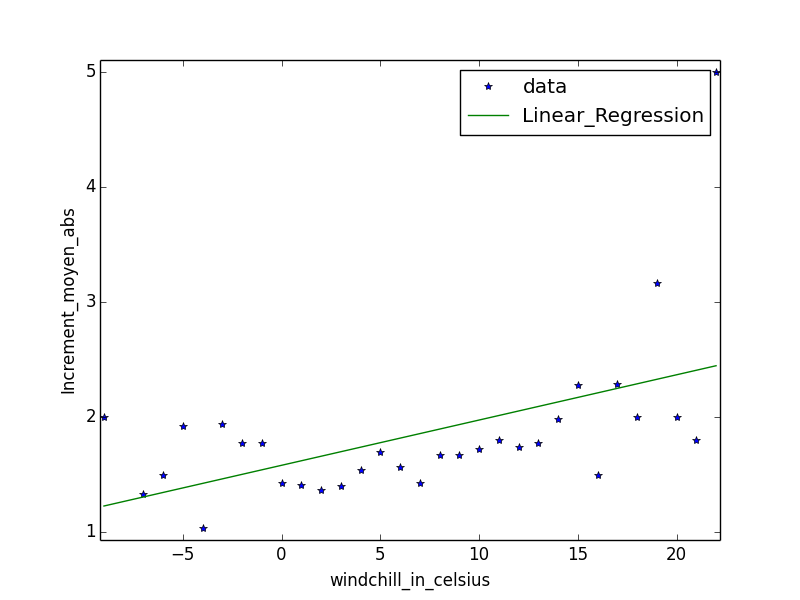 data
Linear_Regression
5
4
3
2
1
Increment_moyen_abs
−5 0 5 10 15 20
windchill_in_celsius